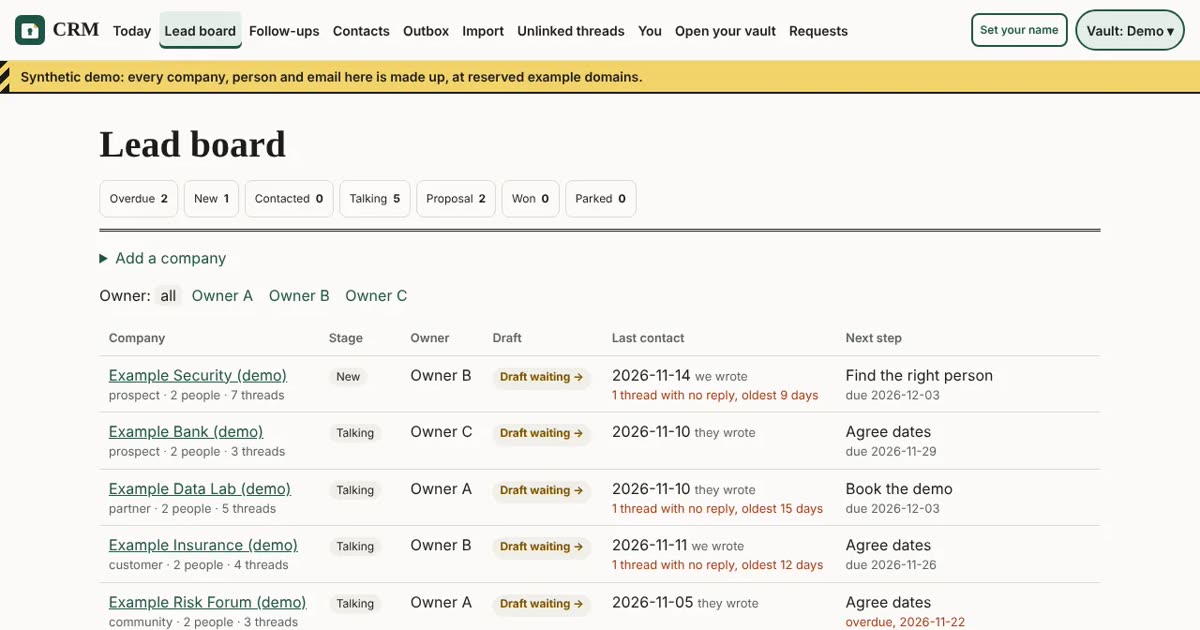 CRM Today Lead board Follow-ups Contacts Outbox Import Unlinked threads You Open your vault Requests Set your name Vault: Demo ▾
Synthetic demo: every company, person and email here is made up, at reserved example domains.
Lead board
Overdue 2 New 1 Contacted 0 Talking 5 Proposal 2 Won 0 Parked 0
▶ Add a company
Owner: all Owner A Owner B Owner C
Company Stage Owner Draft Last contact Next step
Example Security (demo) New Owner B Draft waiting → 2026-11-14 we wrote Find the right person
prospect · 2 people · 7 threads 1 thread with no reply, oldest 9 days due 2026-12-03
Example Bank (demo) Talking Owner C Draft waiting → 2026-11-10 they wrote Agree dates
prospect · 2 people · 3 threads due 2026-11-29
Example Data Lab (demo) Talking Owner A Draft waiting → 2026-11-10 they wrote Book the demo
partner · 2 people · 5 threads 1 thread with no reply, oldest 15 days due 2026-12-03
Example Insurance (demo) Talking Owner B Draft waiting → 2026-11-11 we wrote Agree dates
customer · 2 people · 4 threads 1 thread with no reply, oldest 12 days due 2026-11-26
Example Risk Forum (demo) Talking Owner A Draft waiting → 2026-11-05 they wrote Agree dates
community · 2 people · 3 threads overdue, 2026-11-22